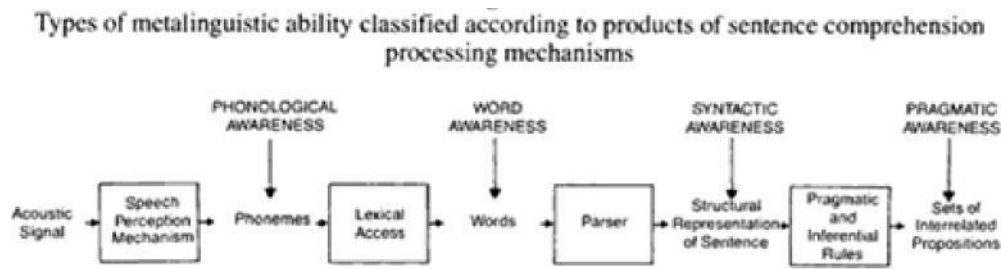 Types of metalinguistic ability classified according to products of sentence comprehension
processing mechanisms
PHONOLOGICAL
AWARENESS
WORD
AWARENESS
SYNTACTIC
AWARENESS
PRAGMATIC
AWARENESS
Acoustic
Signal
Speech
Perception
Mechanism
Phonemes
Lexical
Access
Words
Parser
Structural
Representation
of Sentence
Pragmatic
and
Inferential
Rules
Sets of
Interrelated
Propositions